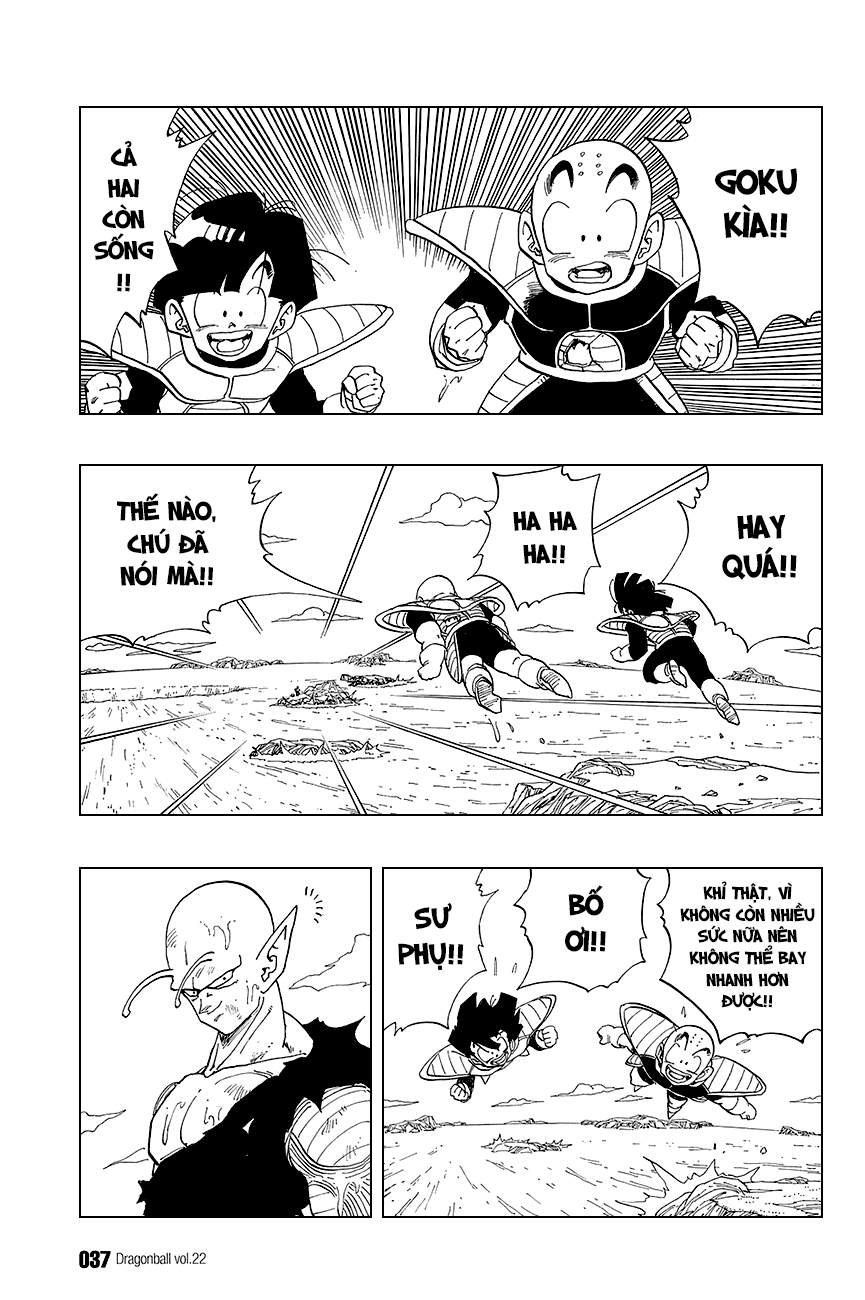 GOKU
KÌA!!
CẢ
HAI
CÒN
SỐNG
!!
HAY
QUÁ!!
HA HA
HA!!
THẾ NÀO,
CHÚ ĐÃ
NÓI MÀ!!
KHỈ THẬT, VÌ
KHÔNG CÒN NHIỀU
SỨC NỮA NÊN
KHÔNG THỂ BAY
NHANH HƠN
ĐƯỢC!!
BỐ
ƠI!!
SƯ
PHỤ!!
037 Dragonball vol.22